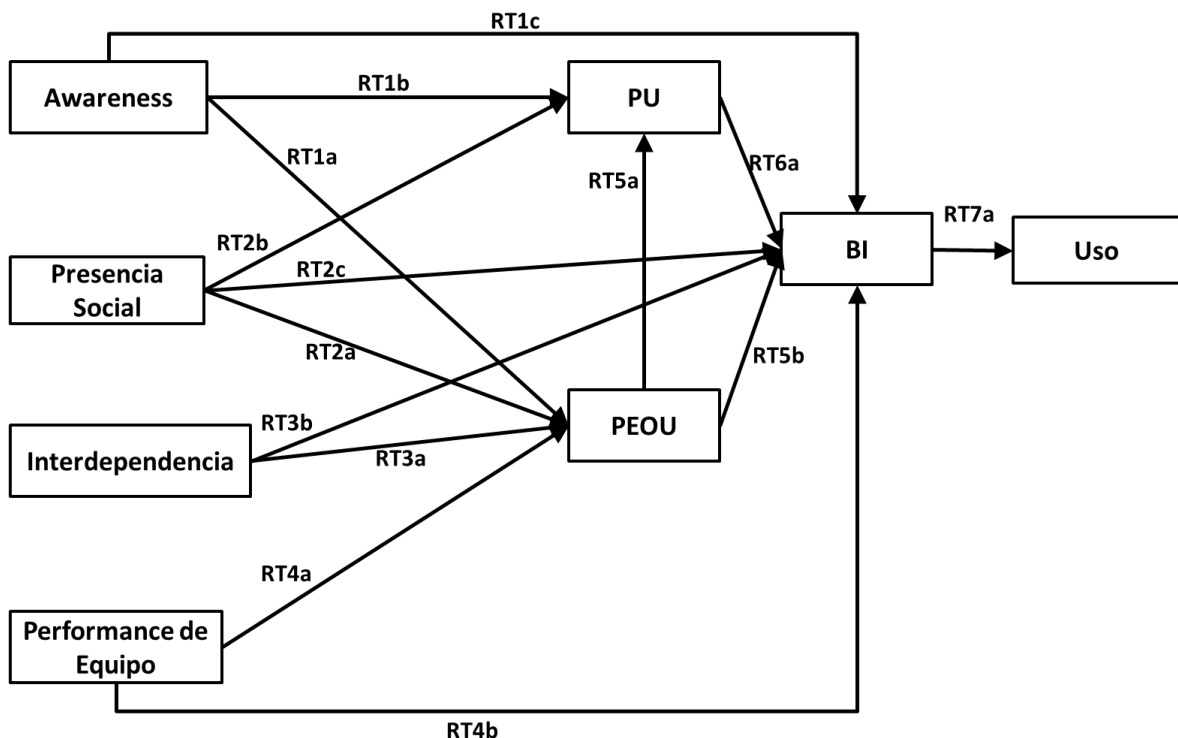 RT1c
Awareness
RT1b
PU
RT1a
RT5a
RT6a
RT2b
RT7a
Presencia
Social
RT2c
BI
Uso
RT2a
RT5b
Interdependencia
RT3b
RT3a
PEOU
RT4a
Performance de
Equipo
RT4b